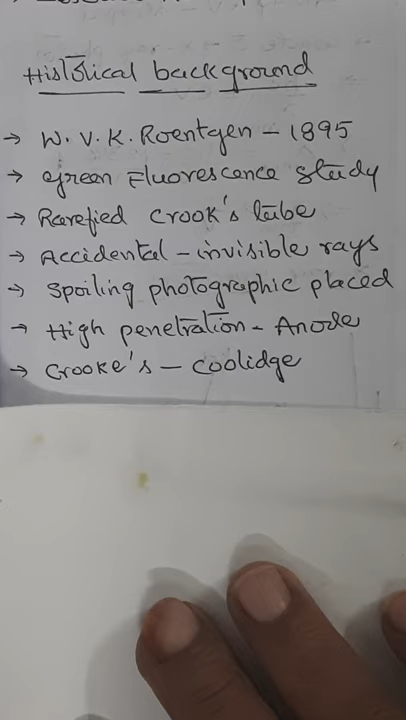 Historical background
→ W. V. K. Roentgen - 1895
→ green Fluorescence study
→ Rarefied Crook's tube
→ Accidental - invisible rays
→ Spoiling photographic placed
→ High penetration - Anode
→ Crooke's - Coolidge